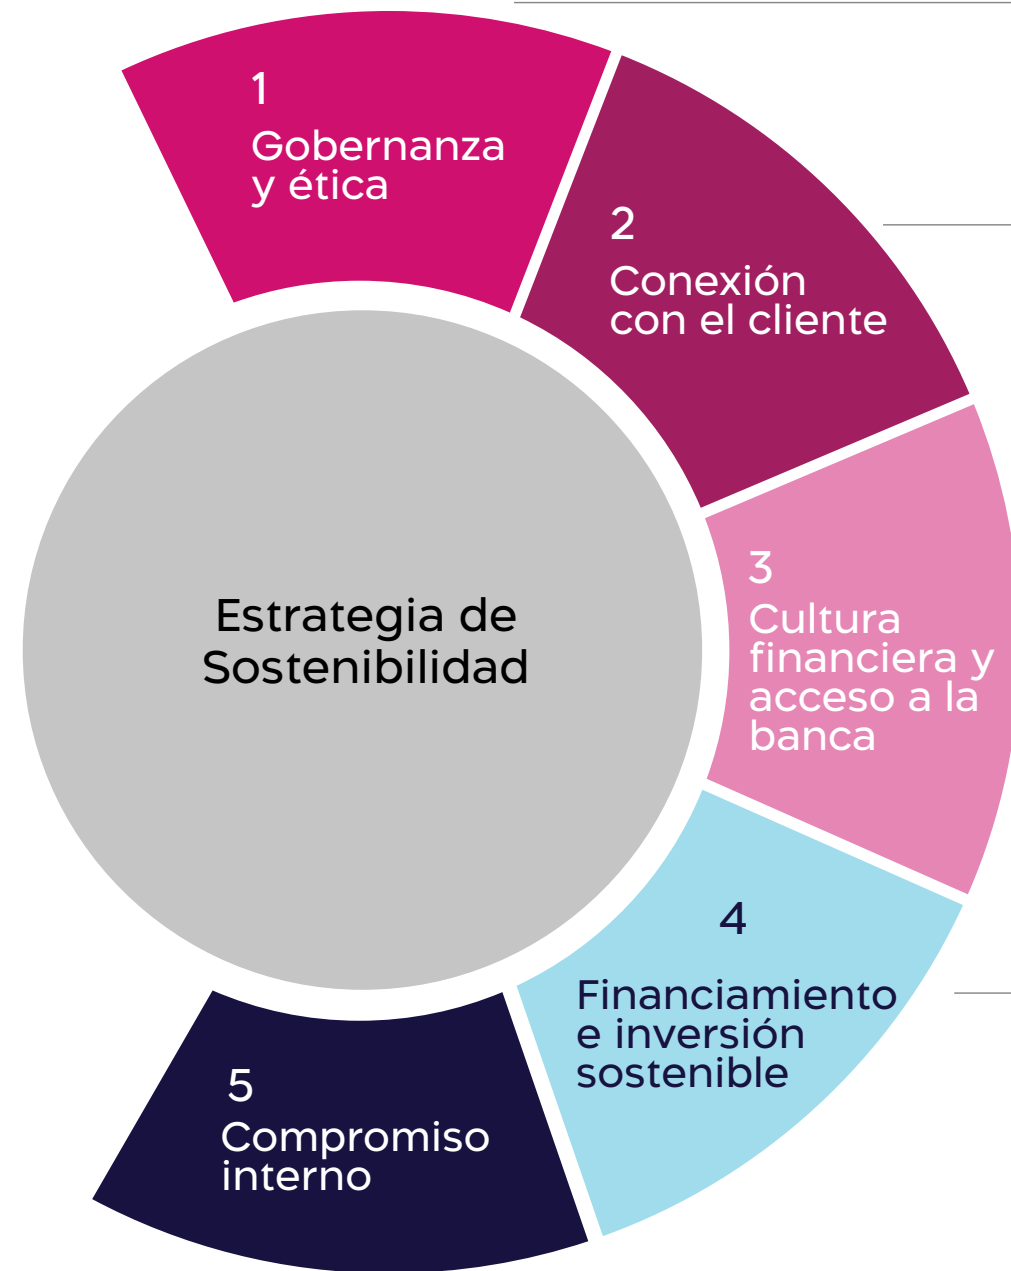 1
Gobernanza
y ética
2
Conexión
con el cliente
3
Cultura
financiera y
acceso a la
banca
Estrategia de
Sostenibilidad
4
Financiamiento
e inversión
sostenible
5
Compromiso
interno